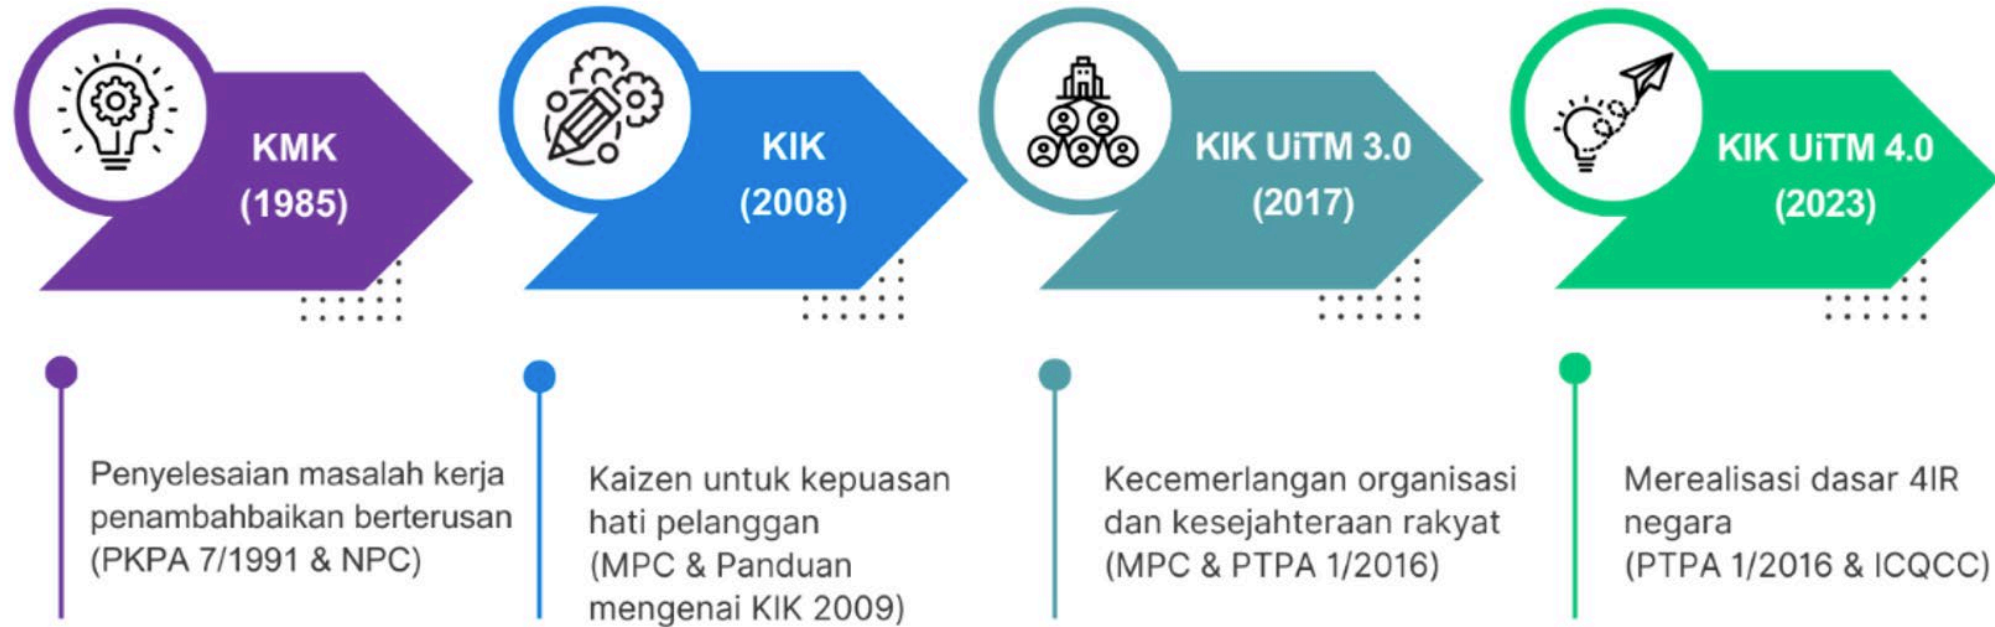 KMK
(1985)
KIK
(2008)
KIK UiTM 3.0
(2017)
KIK UiTM 4.0
(2023)
Penyelesaian masalah kerja
penambahbaikan berterusan
(PKPA 7/1991 & NPC)
Kaizen untuk kepuasan
hati pelanggan
(MPC & Panduan
mengenai KIK 2009)
Kecemerlangan organisasi
dan kesejahteraan rakyat
(MPC & PTPA 1/2016)
Merealisasi dasar 4IR
negara
(PTPA 1/2016 & ICQCC)